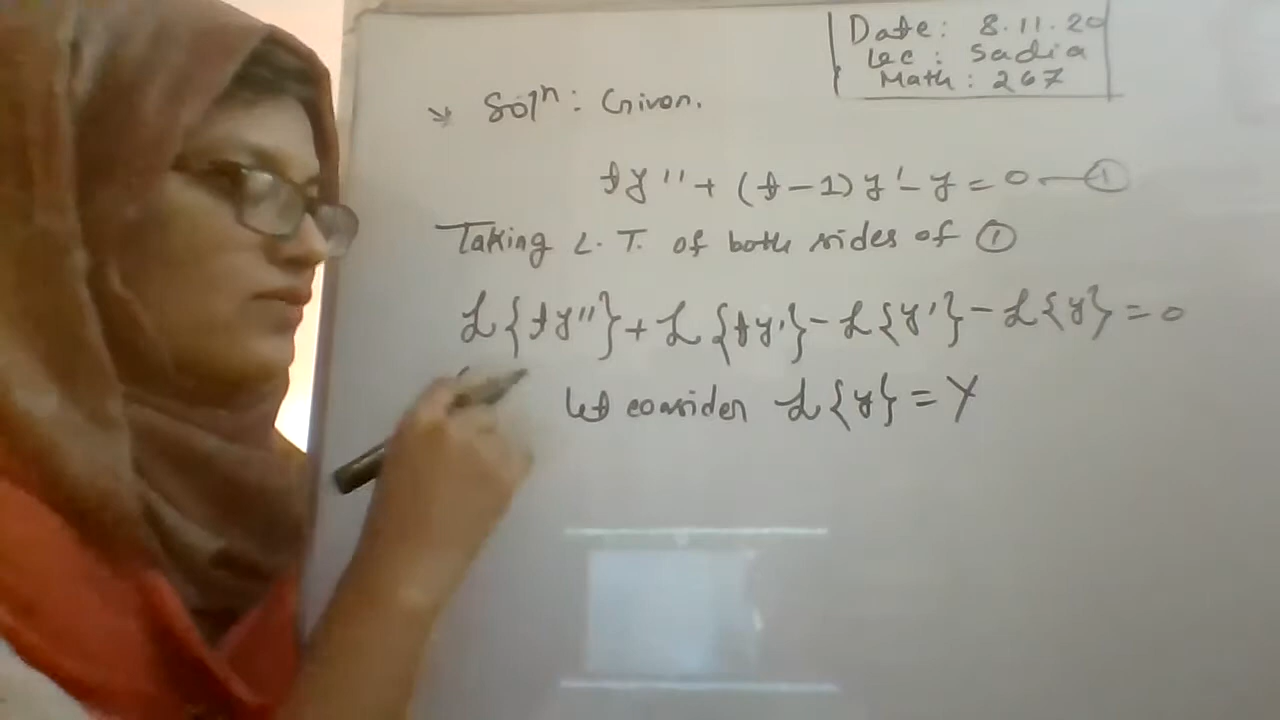 Date: 8.11.20
Lec: Sadia
Math: 267
Solⁿ: Given.
ty'' + (t-1) y' - y = 0 — ①
Taking L.T. of both sides of ①
ℒ{ty''} + ℒ{ty'} - ℒ{y'} - ℒ{y} = 0
let consider ℒ{y} = Y